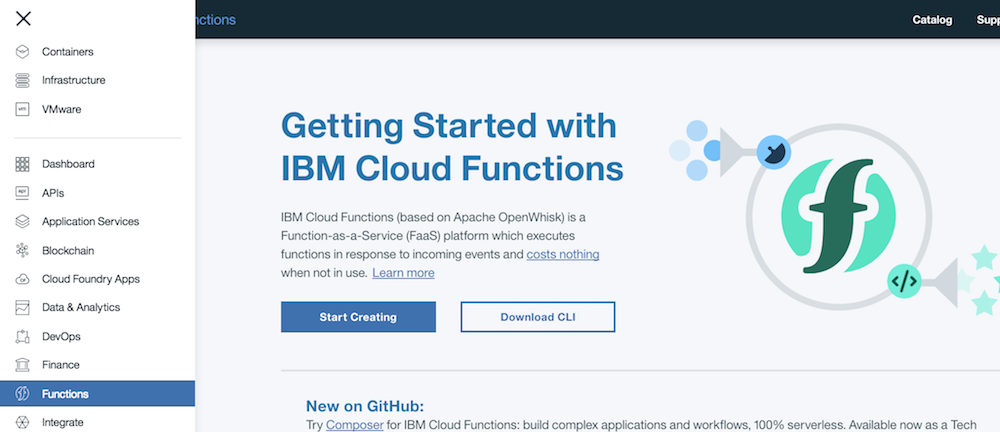 nctions
Catalog
Supp
Containers
Infrastructure
VMware
Dashboard
APIs
Application Services
Blockchain
Cloud Foundry Apps
Data & Analytics
DevOps
Finance
Functions
Integrate
Getting Started with
IBM Cloud Functions
IBM Cloud Functions (based on Apache OpenWhisk) is a
Function-as-a-Service (FaaS) platform which executes
functions in response to incoming events and costs nothing
when not in use. Learn more
Start Creating
Download CLI
</>
New on GitHub:
Try Composer for IBM Cloud Functions: build complex applications and workflows, 100% serverless. Available now as a Tech